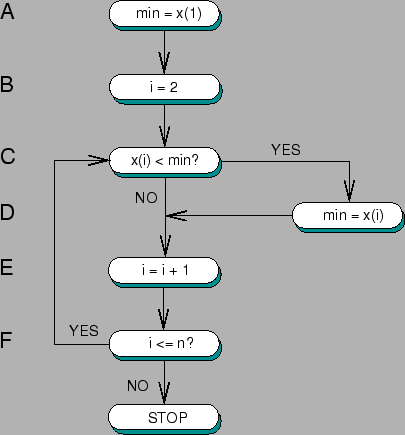 A
min = x(1)
B
i = 2
C
x(i) < min?
YES
NO
D
min = x(i)
E
i = i + 1
F
i <= n?
YES
NO
STOP